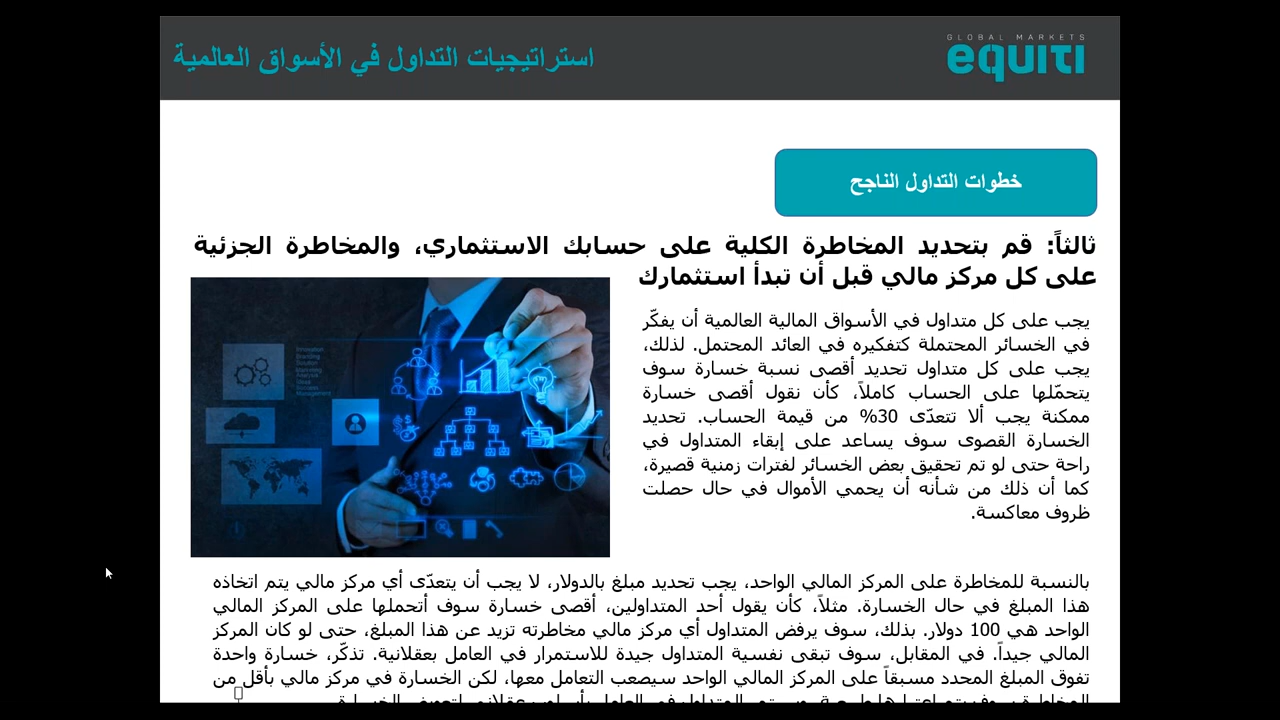 استراتيجيات التداول في الأسواق العالمية
GLOBAL MARKETS
equiti
خطوات التداول الناجح
ثالثاً: قم بتحديد المخاطرة الكلية على حسابك الاستثماري، والمخاطرة الجزئية
على كل مركز مالي قبل أن تبدأ استثمارك
يجب على كل متداول في الأسواق المالية العالمية أن يفكّر
في الخسائر المحتملة كتفكيره في العائد المحتمل. لذلك،
يجب على كل متداول تحديد أقصى نسبة خسارة سوف
يتحمّلها على الحساب كاملاً، كأن نقول أقصى خسارة
ممكنة يجب ألا تتعدّى 30% من قيمة الحساب. تحديد
الخسارة القصوى سوف يساعد على إبقاء المتداول في
راحة حتى لو تم تحقيق بعض الخسائر لفترات زمنية قصيرة،
كما أن ذلك من شأنه أن يحمي الأموال في حال حصلت
ظروف معاكسة.
بالنسبة للمخاطرة على المركز المالي الواحد، يجب تحديد مبلغ بالدولار، لا يجب أن يتعدّى أي مركز مالي يتم اتخاذه
هذا المبلغ في حال الخسارة. مثلاً، كأن يقول أحد المتداولين، أقصى خسارة سوف أتحملها على المركز المالي
الواحد هي 100 دولار. بذلك، سوف يرفض المتداول أي مركز مالي مخاطرته تزيد عن هذا المبلغ، حتى لو كان المركز
المالي جيداً. في المقابل، سوف تبقى نفسية المتداول جيدة للاستمرار في العامل بعقلانية. تذكّر، خسارة واحدة
تفوق المبلغ المحدد مسبقاً على المركز المالي الواحد سيصعب التعامل معها، لكن الخسارة في مركز مالي بأقل من